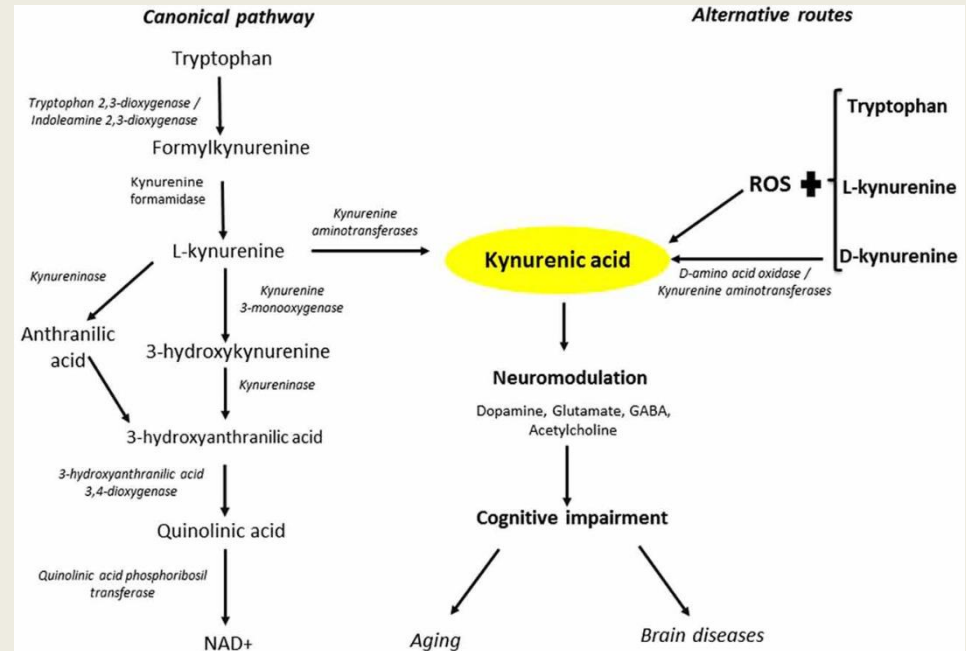 Canonical pathway
Tryptophan
Tryptophan 2,3-dioxygenase /
Indoleamine 2,3-dioxygenase
Formylkynurenine
Kynurenine
formamidase
L-kynurenine
Kynurenine
aminotransferases
Kynureninase
Kynurenine
3-monooxygenase
Anthranilic
acid
3-hydroxykynurenine
Kynureninase
3-hydroxyanthranilic acid
3-hydroxyanthranilic acid
3,4-dioxygenase
Quinolinic acid
Quinolinic acid phosphoribosil
transferase
NAD+
Alternative routes
Tryptophan
ROS
L-kynurenine
D-kynurenine
D-amino acid oxidase /
Kynurenine aminotransferases
Kynurenic acid
Neuromodulation
Dopamine, Glutamate, GABA,
Acetylcholine
Cognitive impairment
Aging
Brain diseases